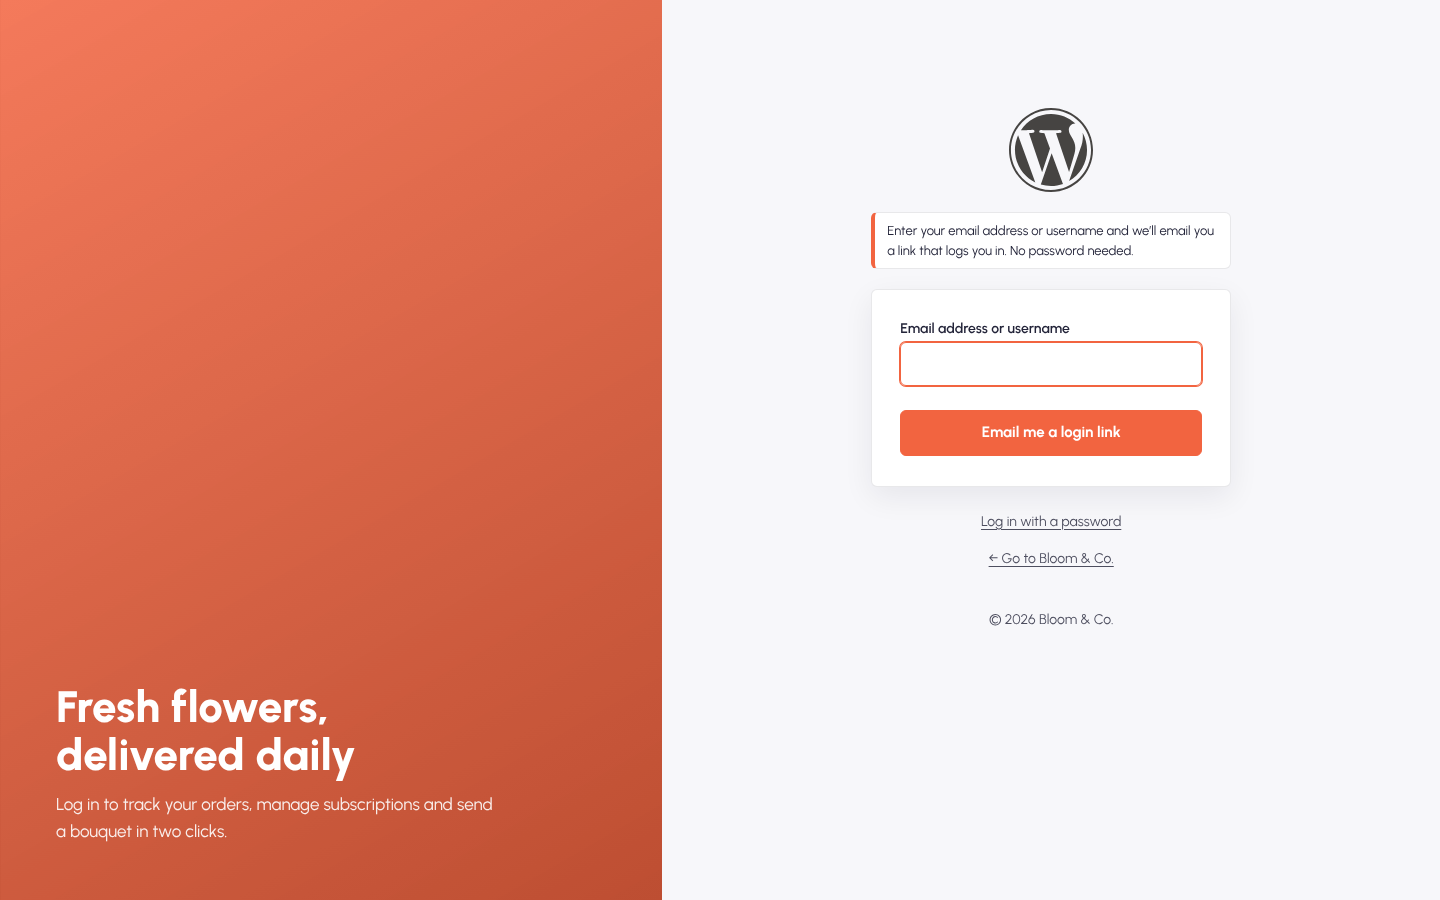 Fresh flowers,
delivered daily
Log in to track your orders, manage subscriptions and send
a bouquet in two clicks.
Enter your email address or username and we’ll email you
a link that logs you in. No password needed.
Email address or username
Email me a login link
Log in with a password
← Go to Bloom & Co.
© 2026 Bloom & Co.